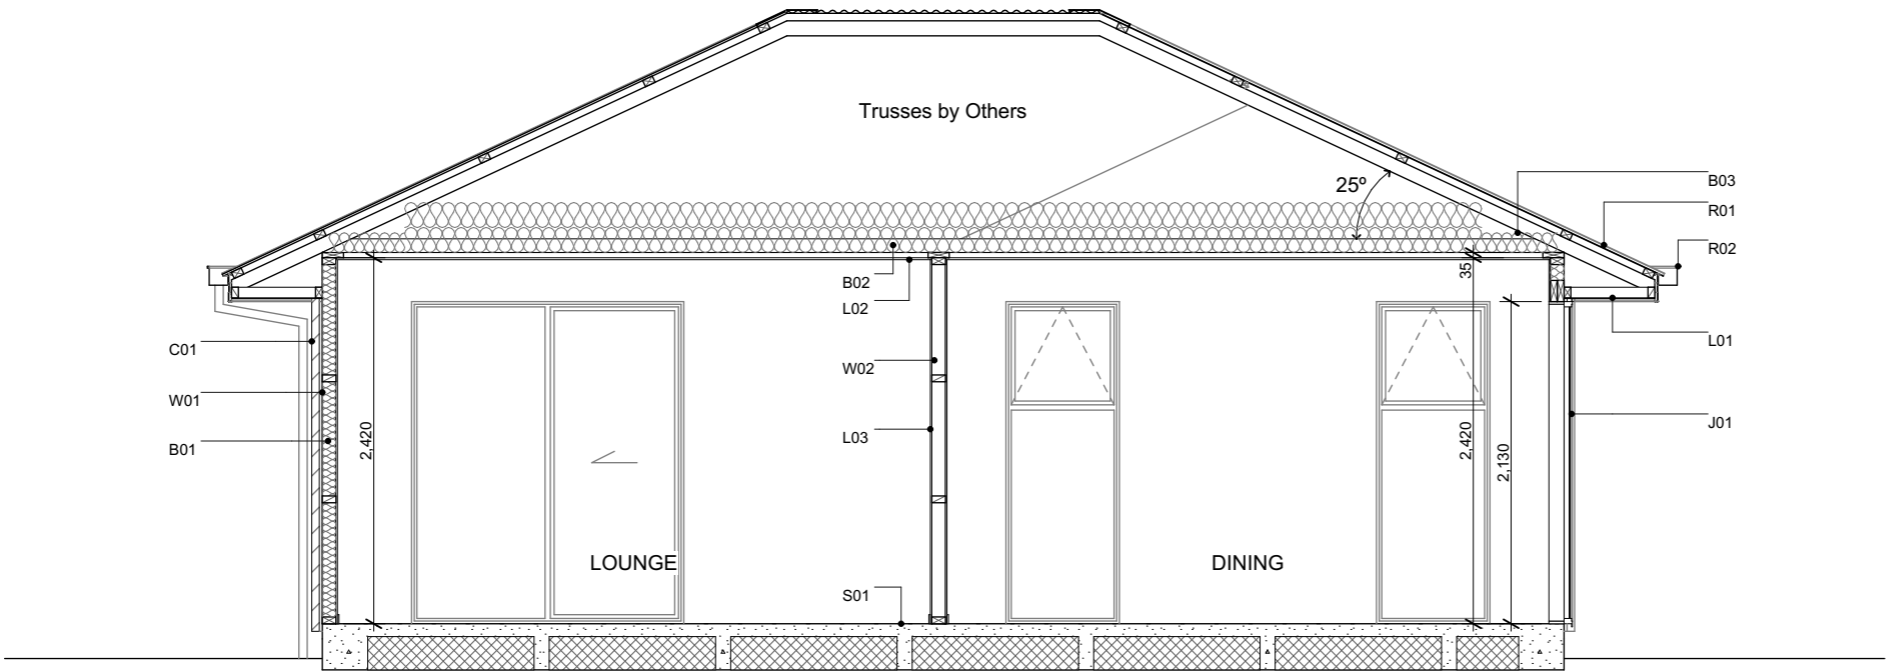 Trusses by Others
25º
B03
R01
R02
35
B02
L02
L01
C01
W02
W01
J01
L03
B01
2,420
2,420
2,130
LOUNGE
DINING
S01